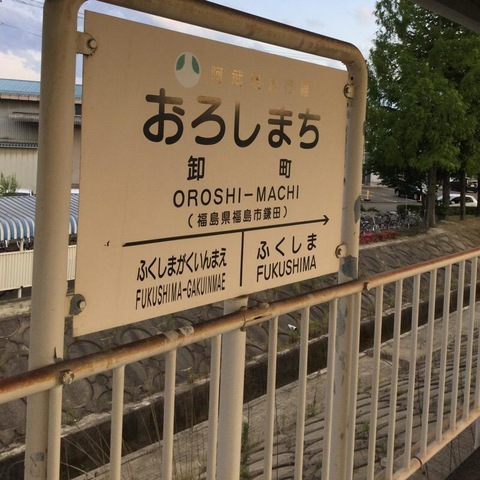 おろしまち
卸 町
OROSHI-MACHI
(福島県福島市鎌田)
ふくしまがくいんまえ
FUKUSHIMA-GAKUINMAE
ふくしま
FUKUSHIMA